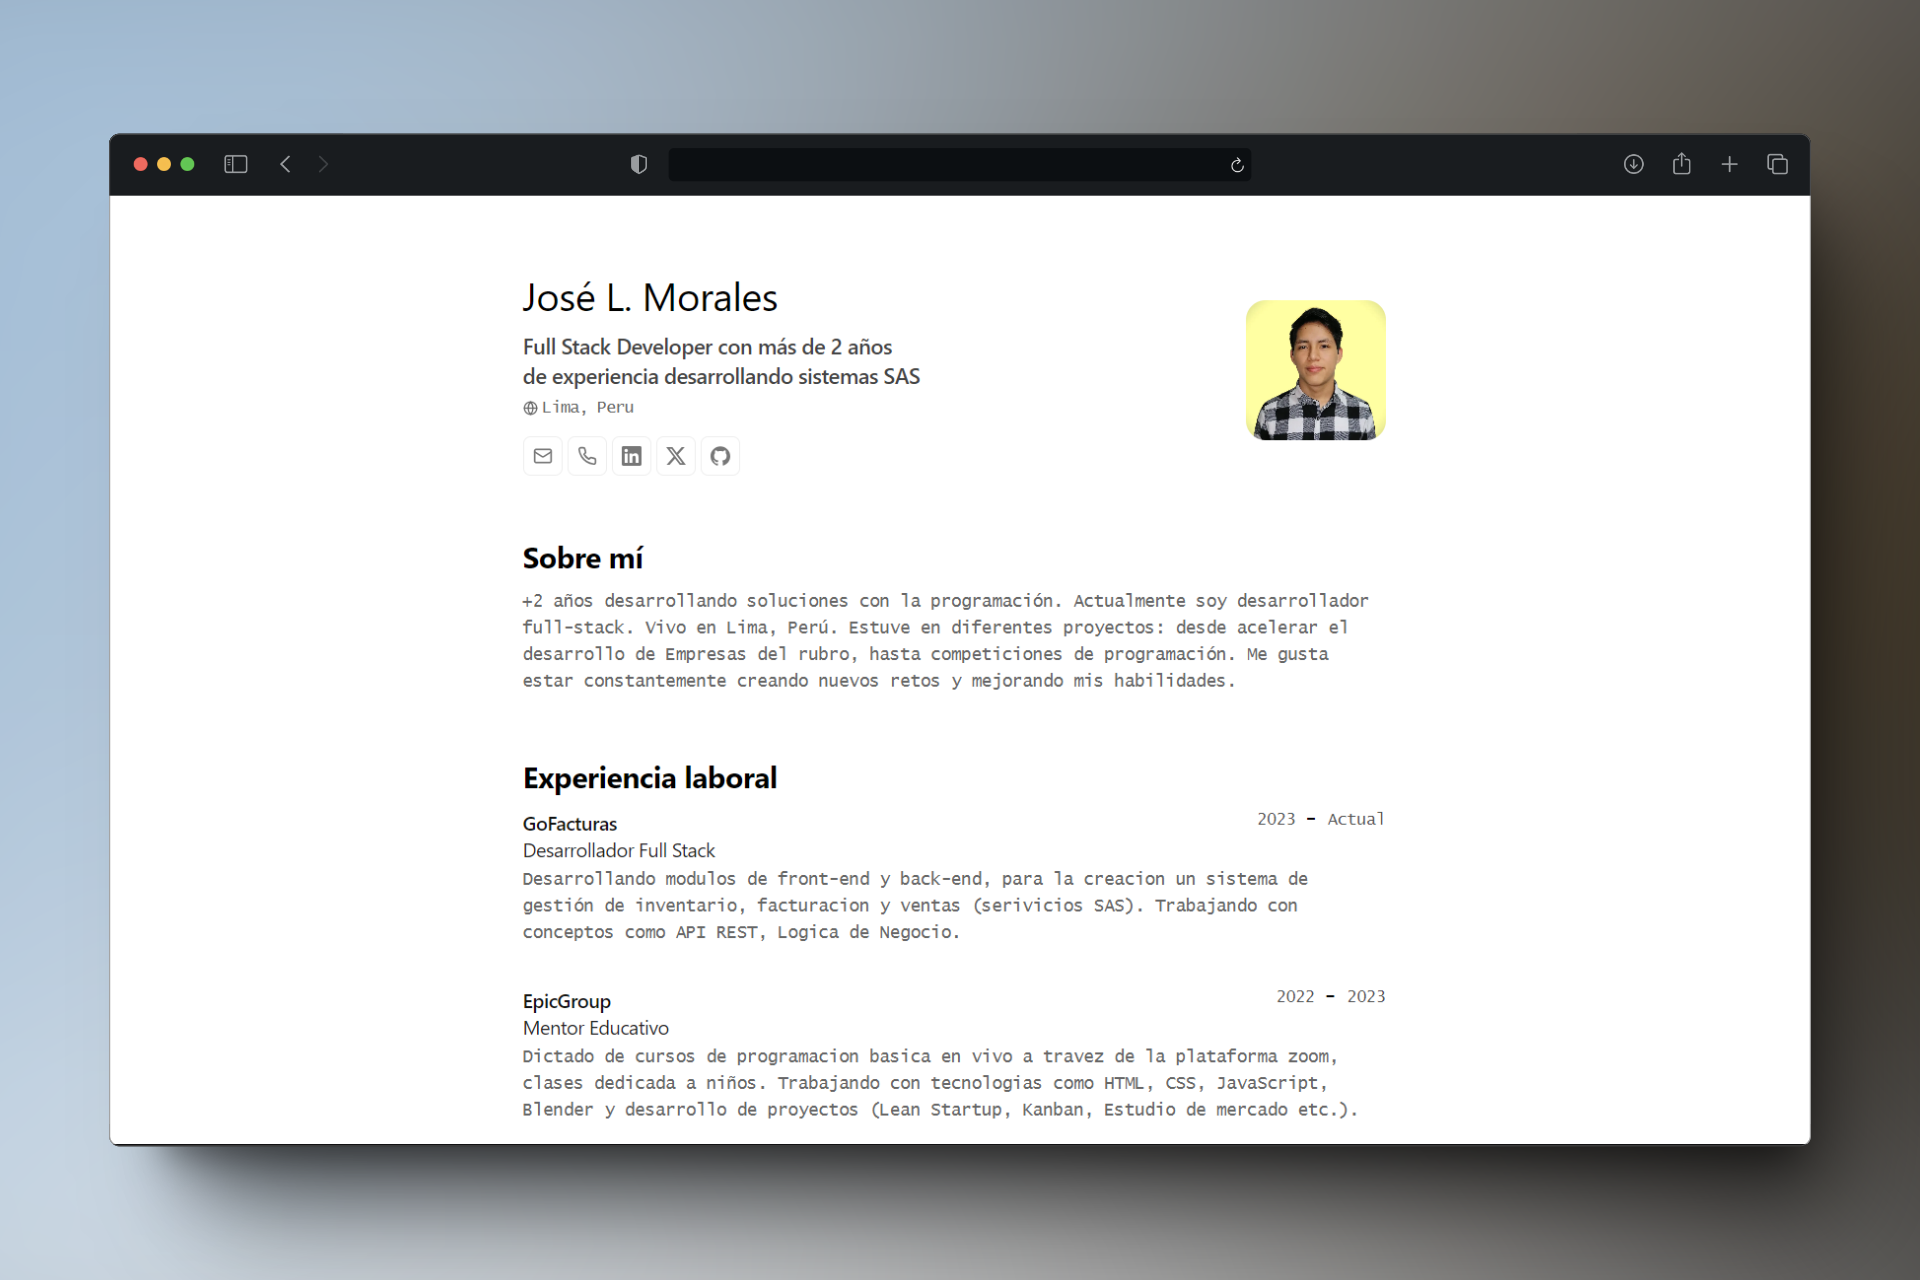 José L. Morales
Full Stack Developer con más de 2 años
de experiencia desarrollando sistemas SAS
Lima, Peru
Sobre mí
+2 años desarrollando soluciones con la programación. Actualmente soy desarrollador
full-stack. Vivo en Lima, Perú. Estuve en diferentes proyectos: desde acelerar el
desarrollo de Empresas del rubro, hasta competiciones de programación. Me gusta
estar constantemente creando nuevos retos y mejorando mis habilidades.
Experiencia laboral
GoFacturas
2023 - Actual
Desarrollador Full Stack
Desarrollando modulos de front-end y back-end, para la creacion un sistema de
gestión de inventario, facturacion y ventas (serivicios SAS). Trabajando con
conceptos como API REST, Logica de Negocio.
EpicGroup
2022 - 2023
Mentor Educativo
Dictado de cursos de programacion basica en vivo a travez de la plataforma zoom,
clases dedicada a niños. Trabajando con tecnologias como HTML, CSS, JavaScript,
Blender y desarrollo de proyectos (Lean Startup, Kanban, Estudio de mercado etc.).